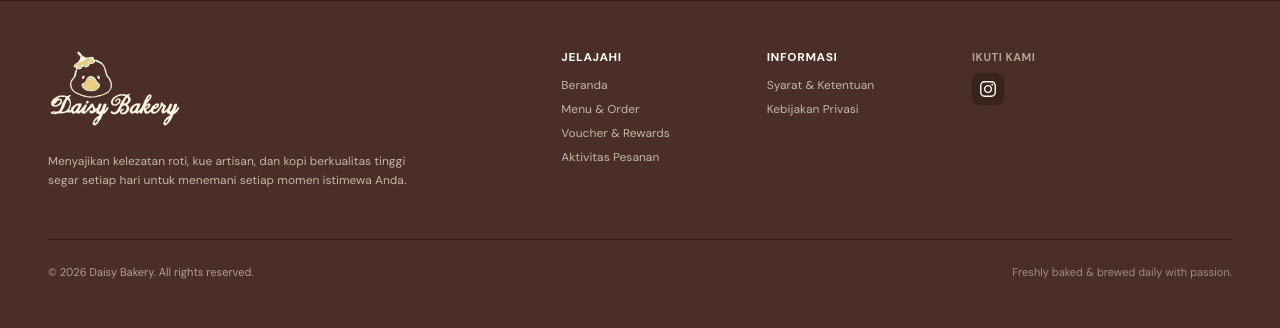 Daisy Bakery
Menyajikan kelezatan roti, kue artisan, dan kopi berkualitas tinggi
segar setiap hari untuk menemani setiap momen istimewa Anda.
JELAJAHI
Beranda
Menu & Order
Voucher & Rewards
Aktivitas Pesanan
INFORMASI
Syarat & Ketentuan
Kebijakan Privasi
IKUTI KAMI
© 2026 Daisy Bakery. All rights reserved.
Freshly baked & brewed daily with passion.